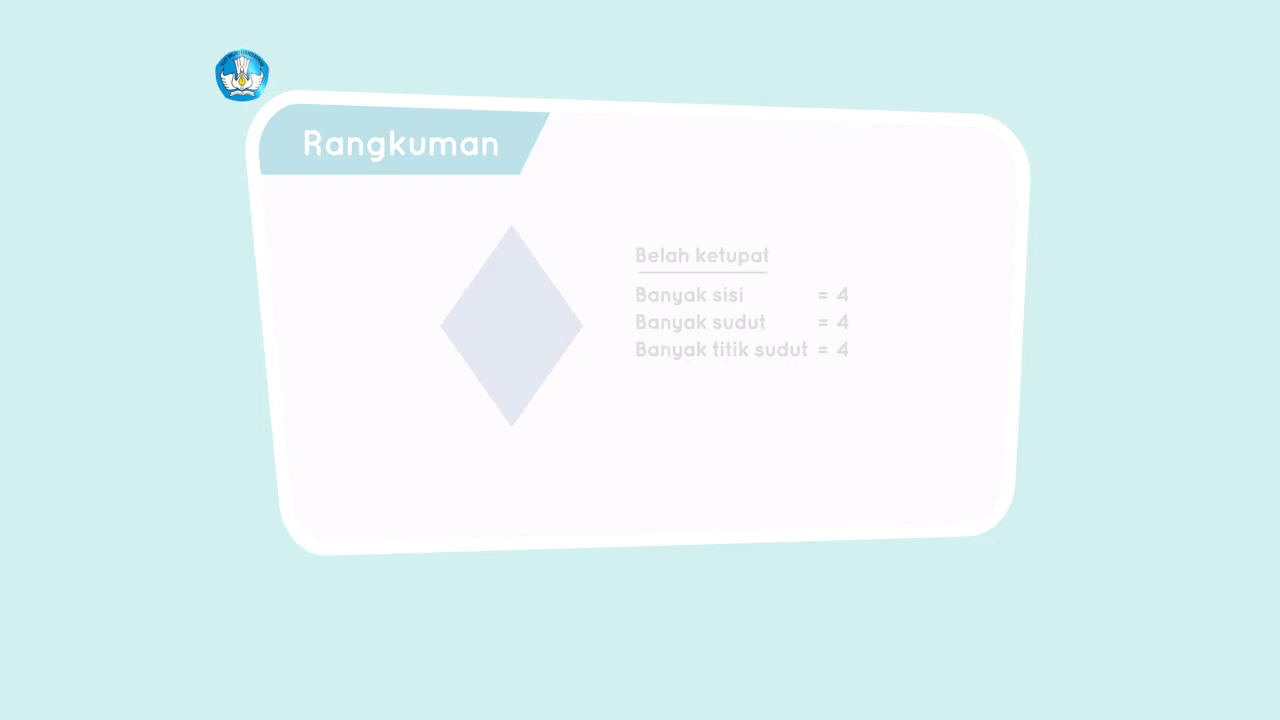 Rangkuman
Belah ketupat
Banyak sisi = 4
Banyak sudut = 4
Banyak titik sudut = 4